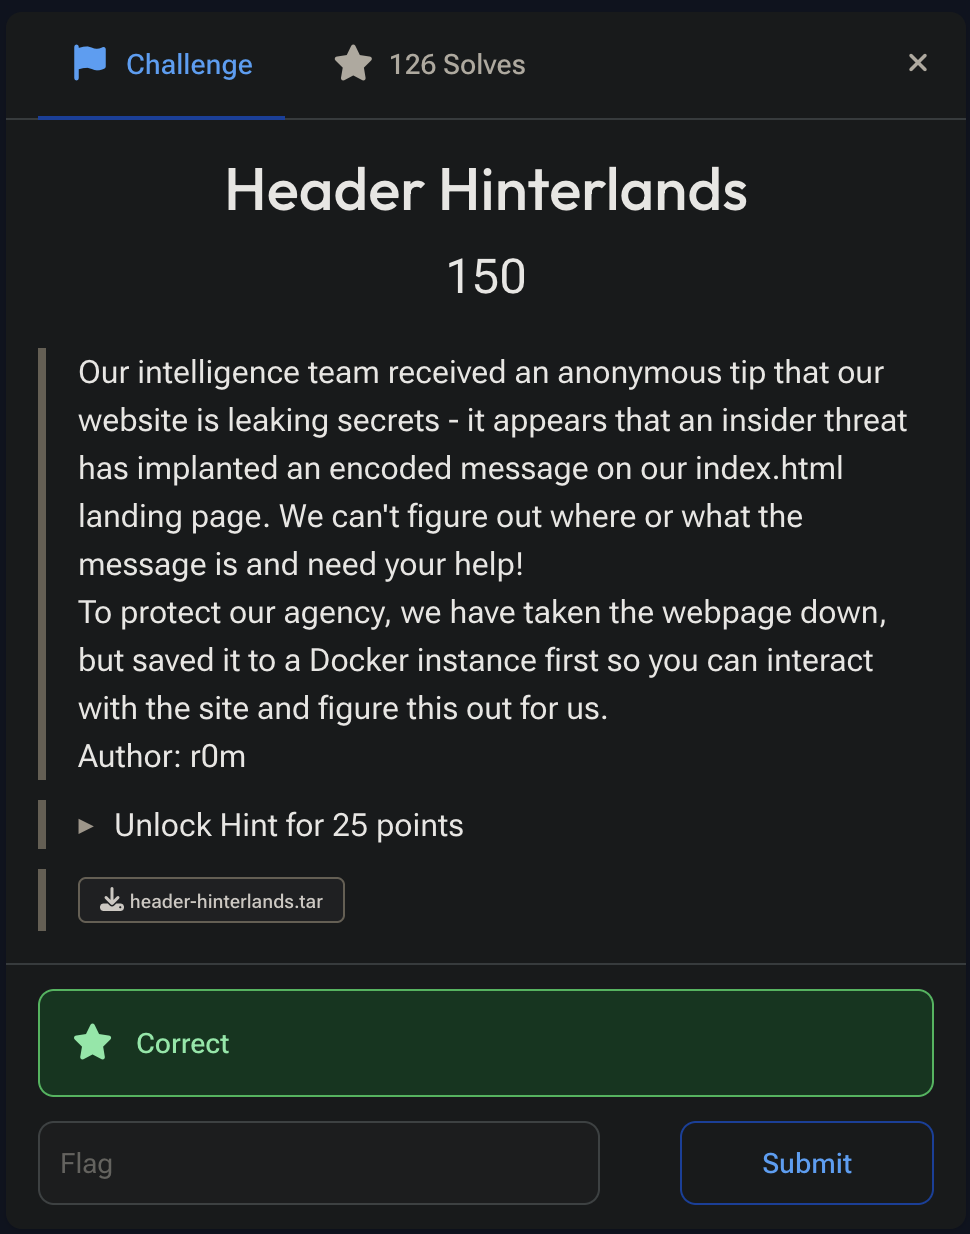 Challenge
126 Solves
×
Header Hinterlands
150
Our intelligence team received an anonymous tip that our
website is leaking secrets - it appears that an insider threat
has implanted an encoded message on our index.html
landing page. We can't figure out where or what the
message is and need your help!
To protect our agency, we have taken the webpage down,
but saved it to a Docker instance first so you can interact
with the site and figure this out for us.
Author: r0m
Unlock Hint for 25 points
header-hinterlands.tar
Correct
Flag
Submit